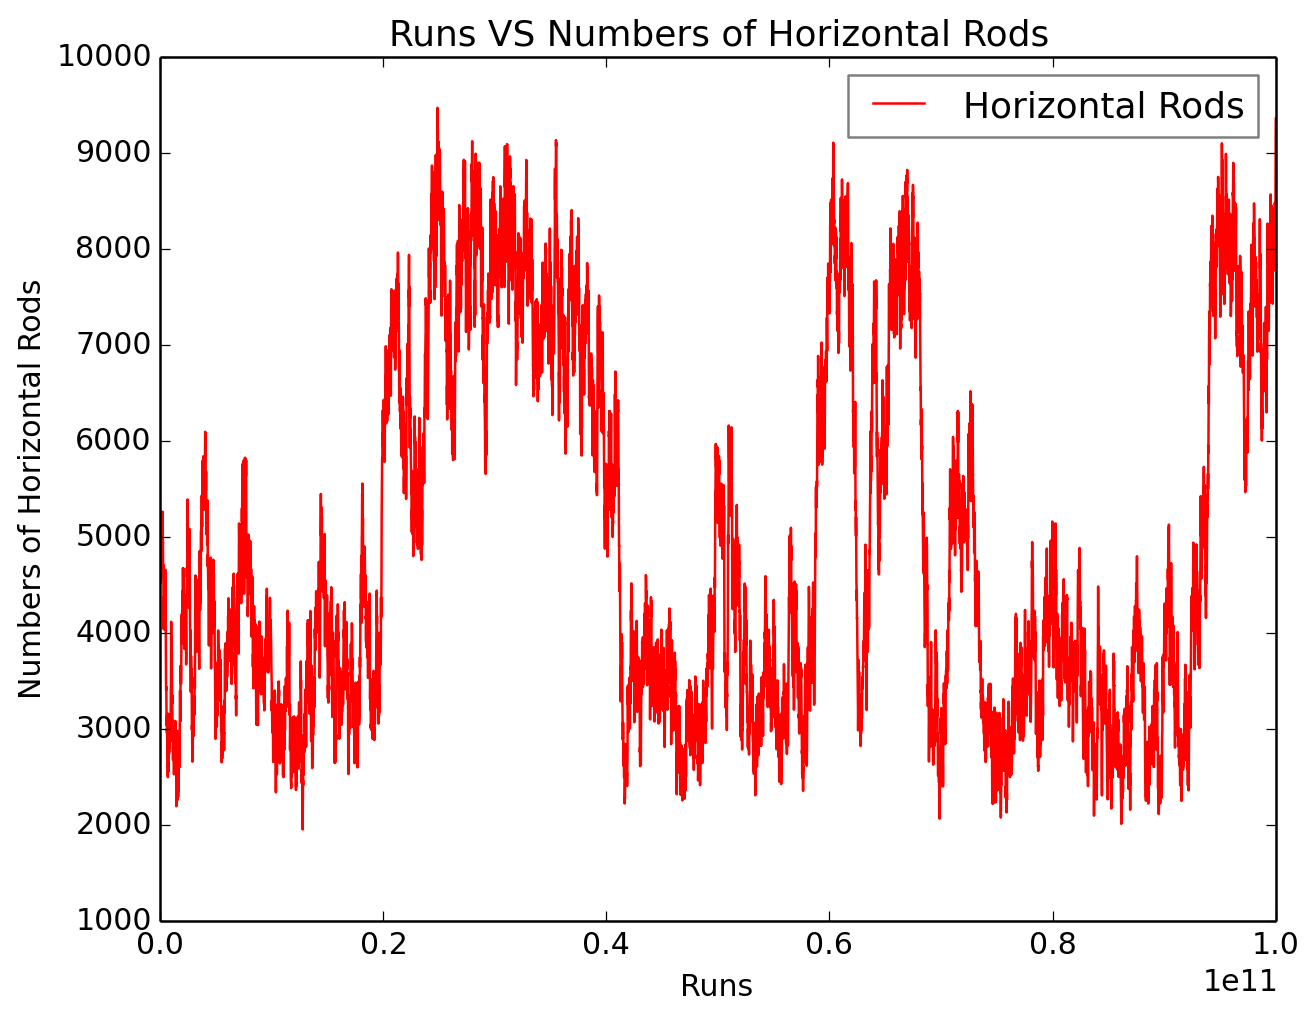 Runs VS Numbers of Horizontal Rods
Horizontal Rods
Numbers of Horizontal Rods
10000
9000
8000
7000
6000
5000
4000
3000
2000
1000
0.0 0.2 0.4 0.6 0.8 1.0
1e11
Runs